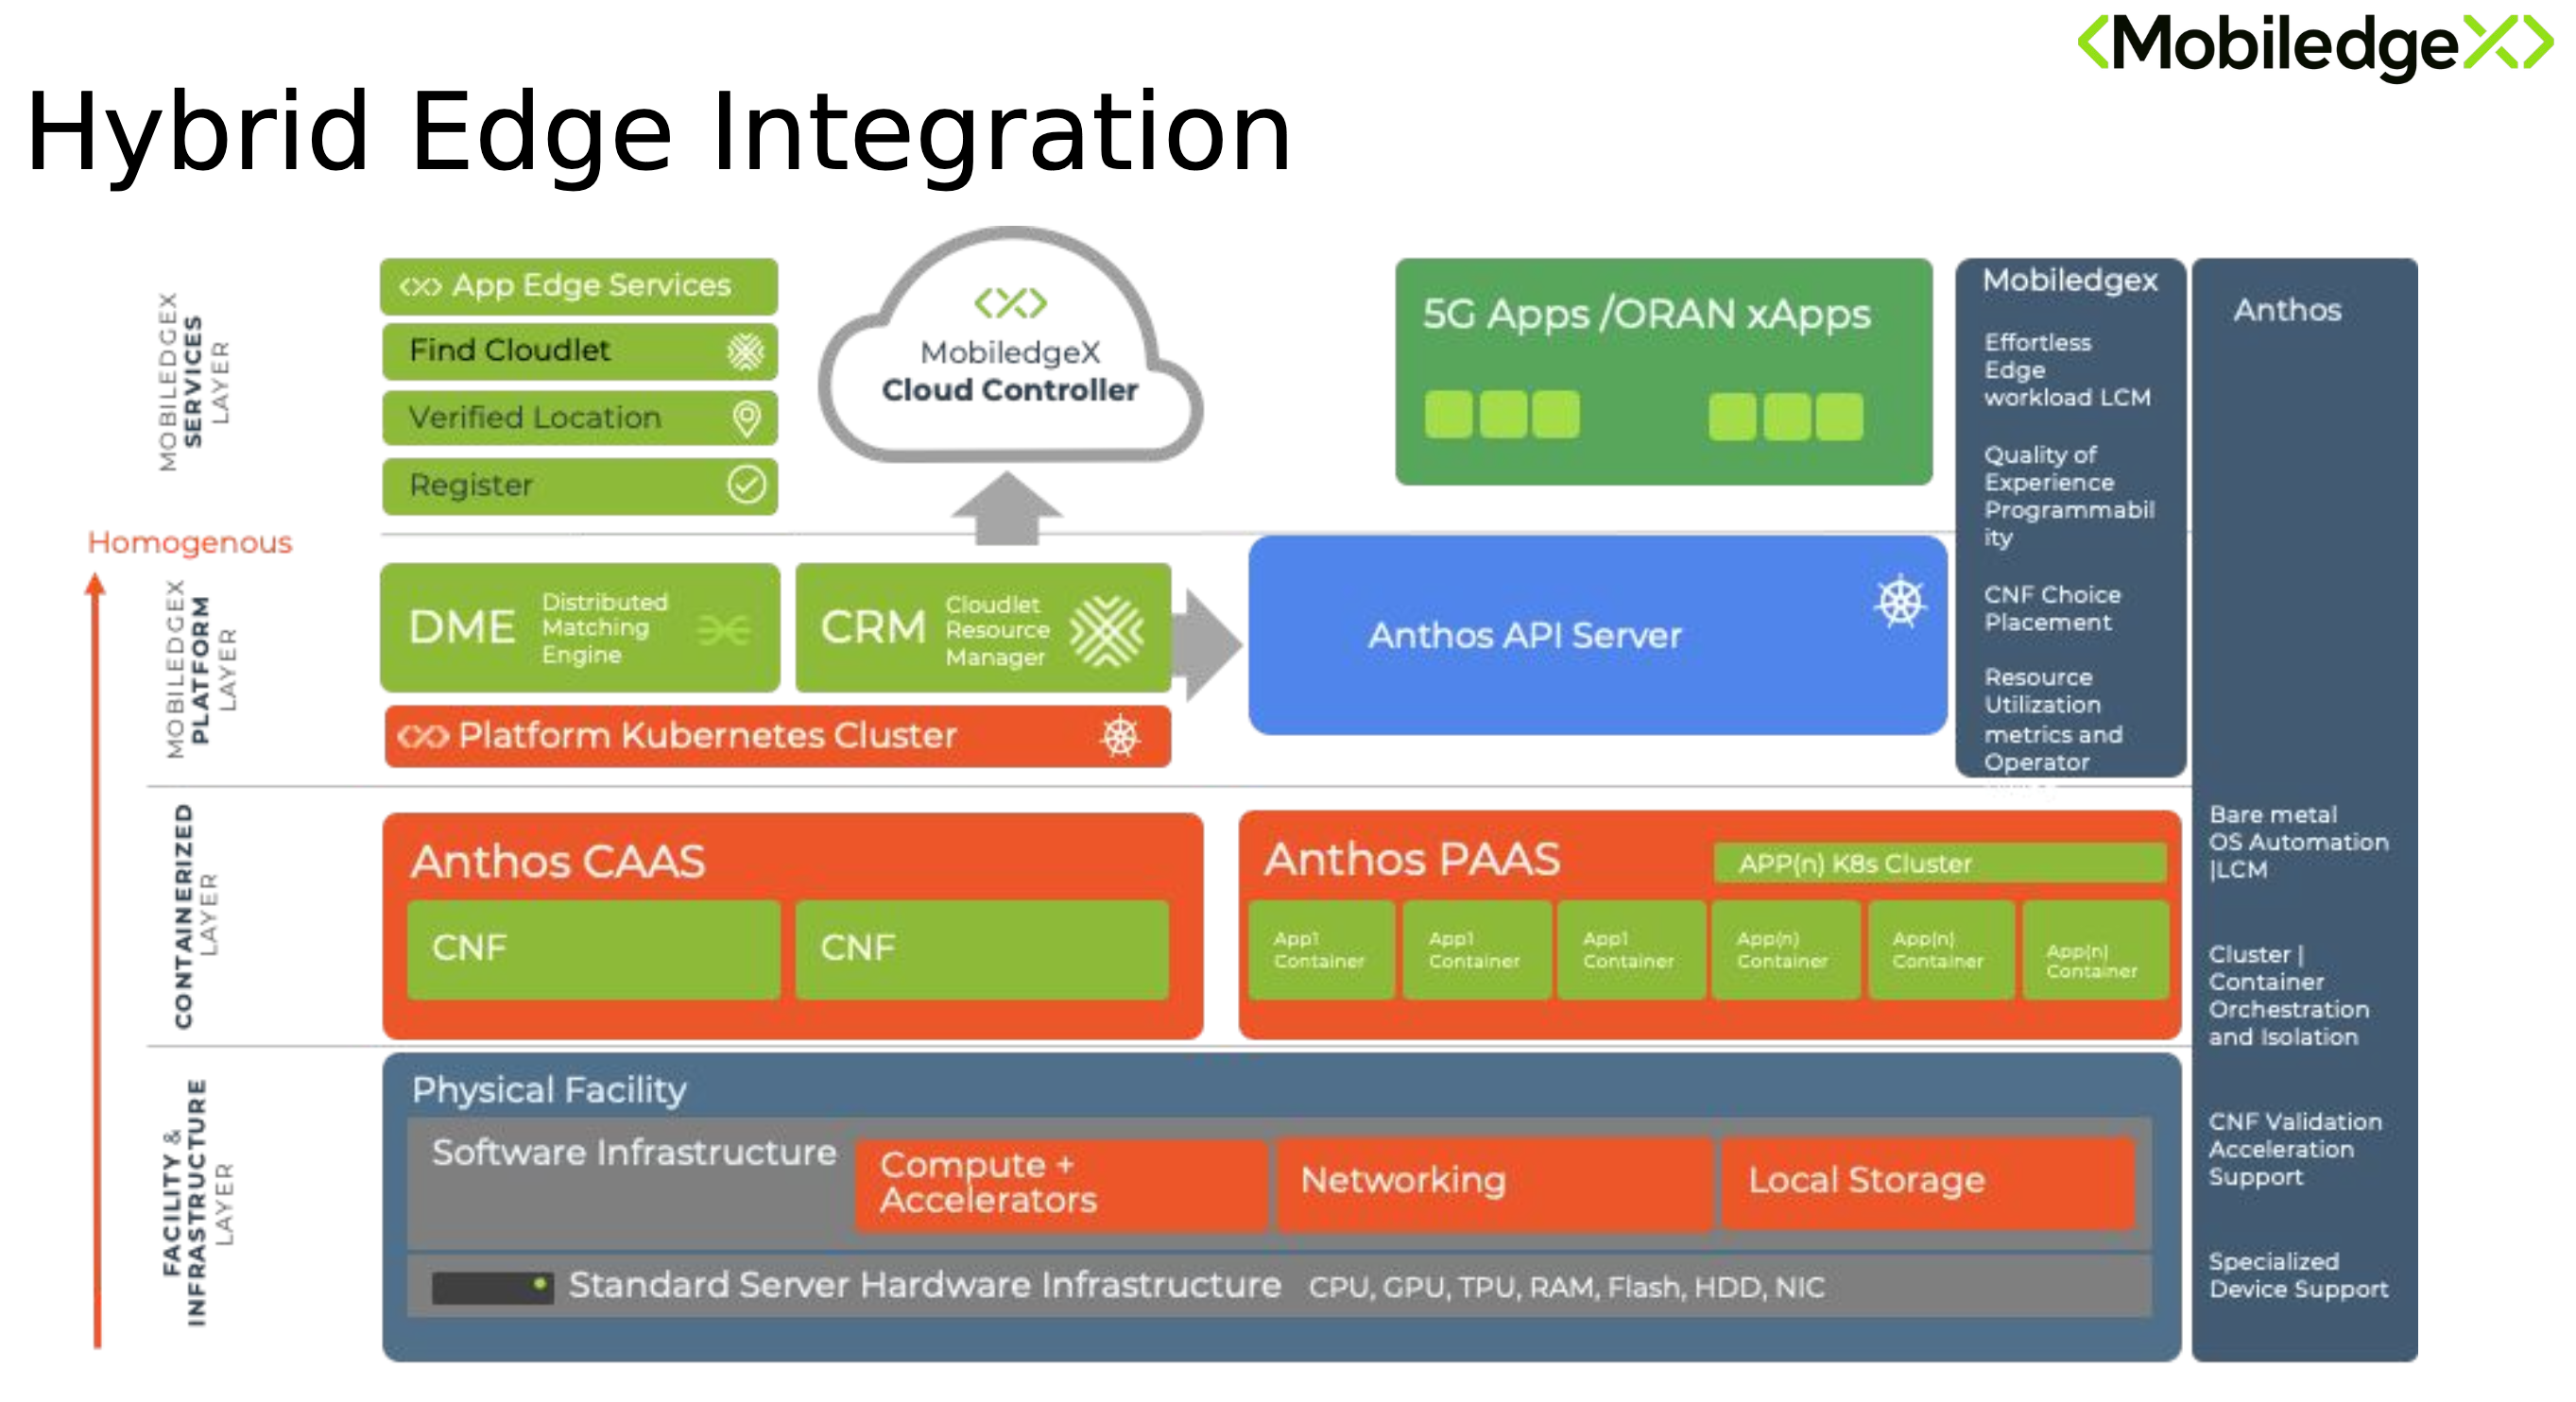 MobiledgeX
Hybrid Edge Integration
MOBILEDGEX
SERVICES
LAYER
App Edge Services
Find Cloudlet
Verified Location
Register
MobiledgeX
Cloud Controller
5G Apps /ORAN xApps
Mobiledgex
Effortless
Edge
workload LCM
Quality of
Experience
Programmabil
ity
CNF Choice
Placement
Resource
Utilization
metrics and
Operator
Anthos
Homogenous
MOBILEDGEX
PLATFORM
LAYER
DME
Distributed
Matching
Engine
CRM
Cloudlet
Resource
Manager
Platform Kubernetes Cluster
Anthos API Server
CONTAINERIZED
LAYER
Anthos CAAS
CNF
CNF
Anthos PAAS
APP(n) K8s Cluster
App1
Container
App1
Container
App1
Container
App(n)
Container
App(n)
Container
App(n)
Container
Bare metal
OS Automation
|LCM
Cluster |
Container
Orchestration
and Isolation
CNF Validation
Acceleration
Support
Specialized
Device Support
FACILITY &
INFRASTRUCTURE
LAYER
Physical Facility
Software Infrastructure
Compute +
Accelerators
Networking
Local Storage
Standard Server Hardware Infrastructure CPU, GPU, TPU, RAM, Flash, HDD, NIC